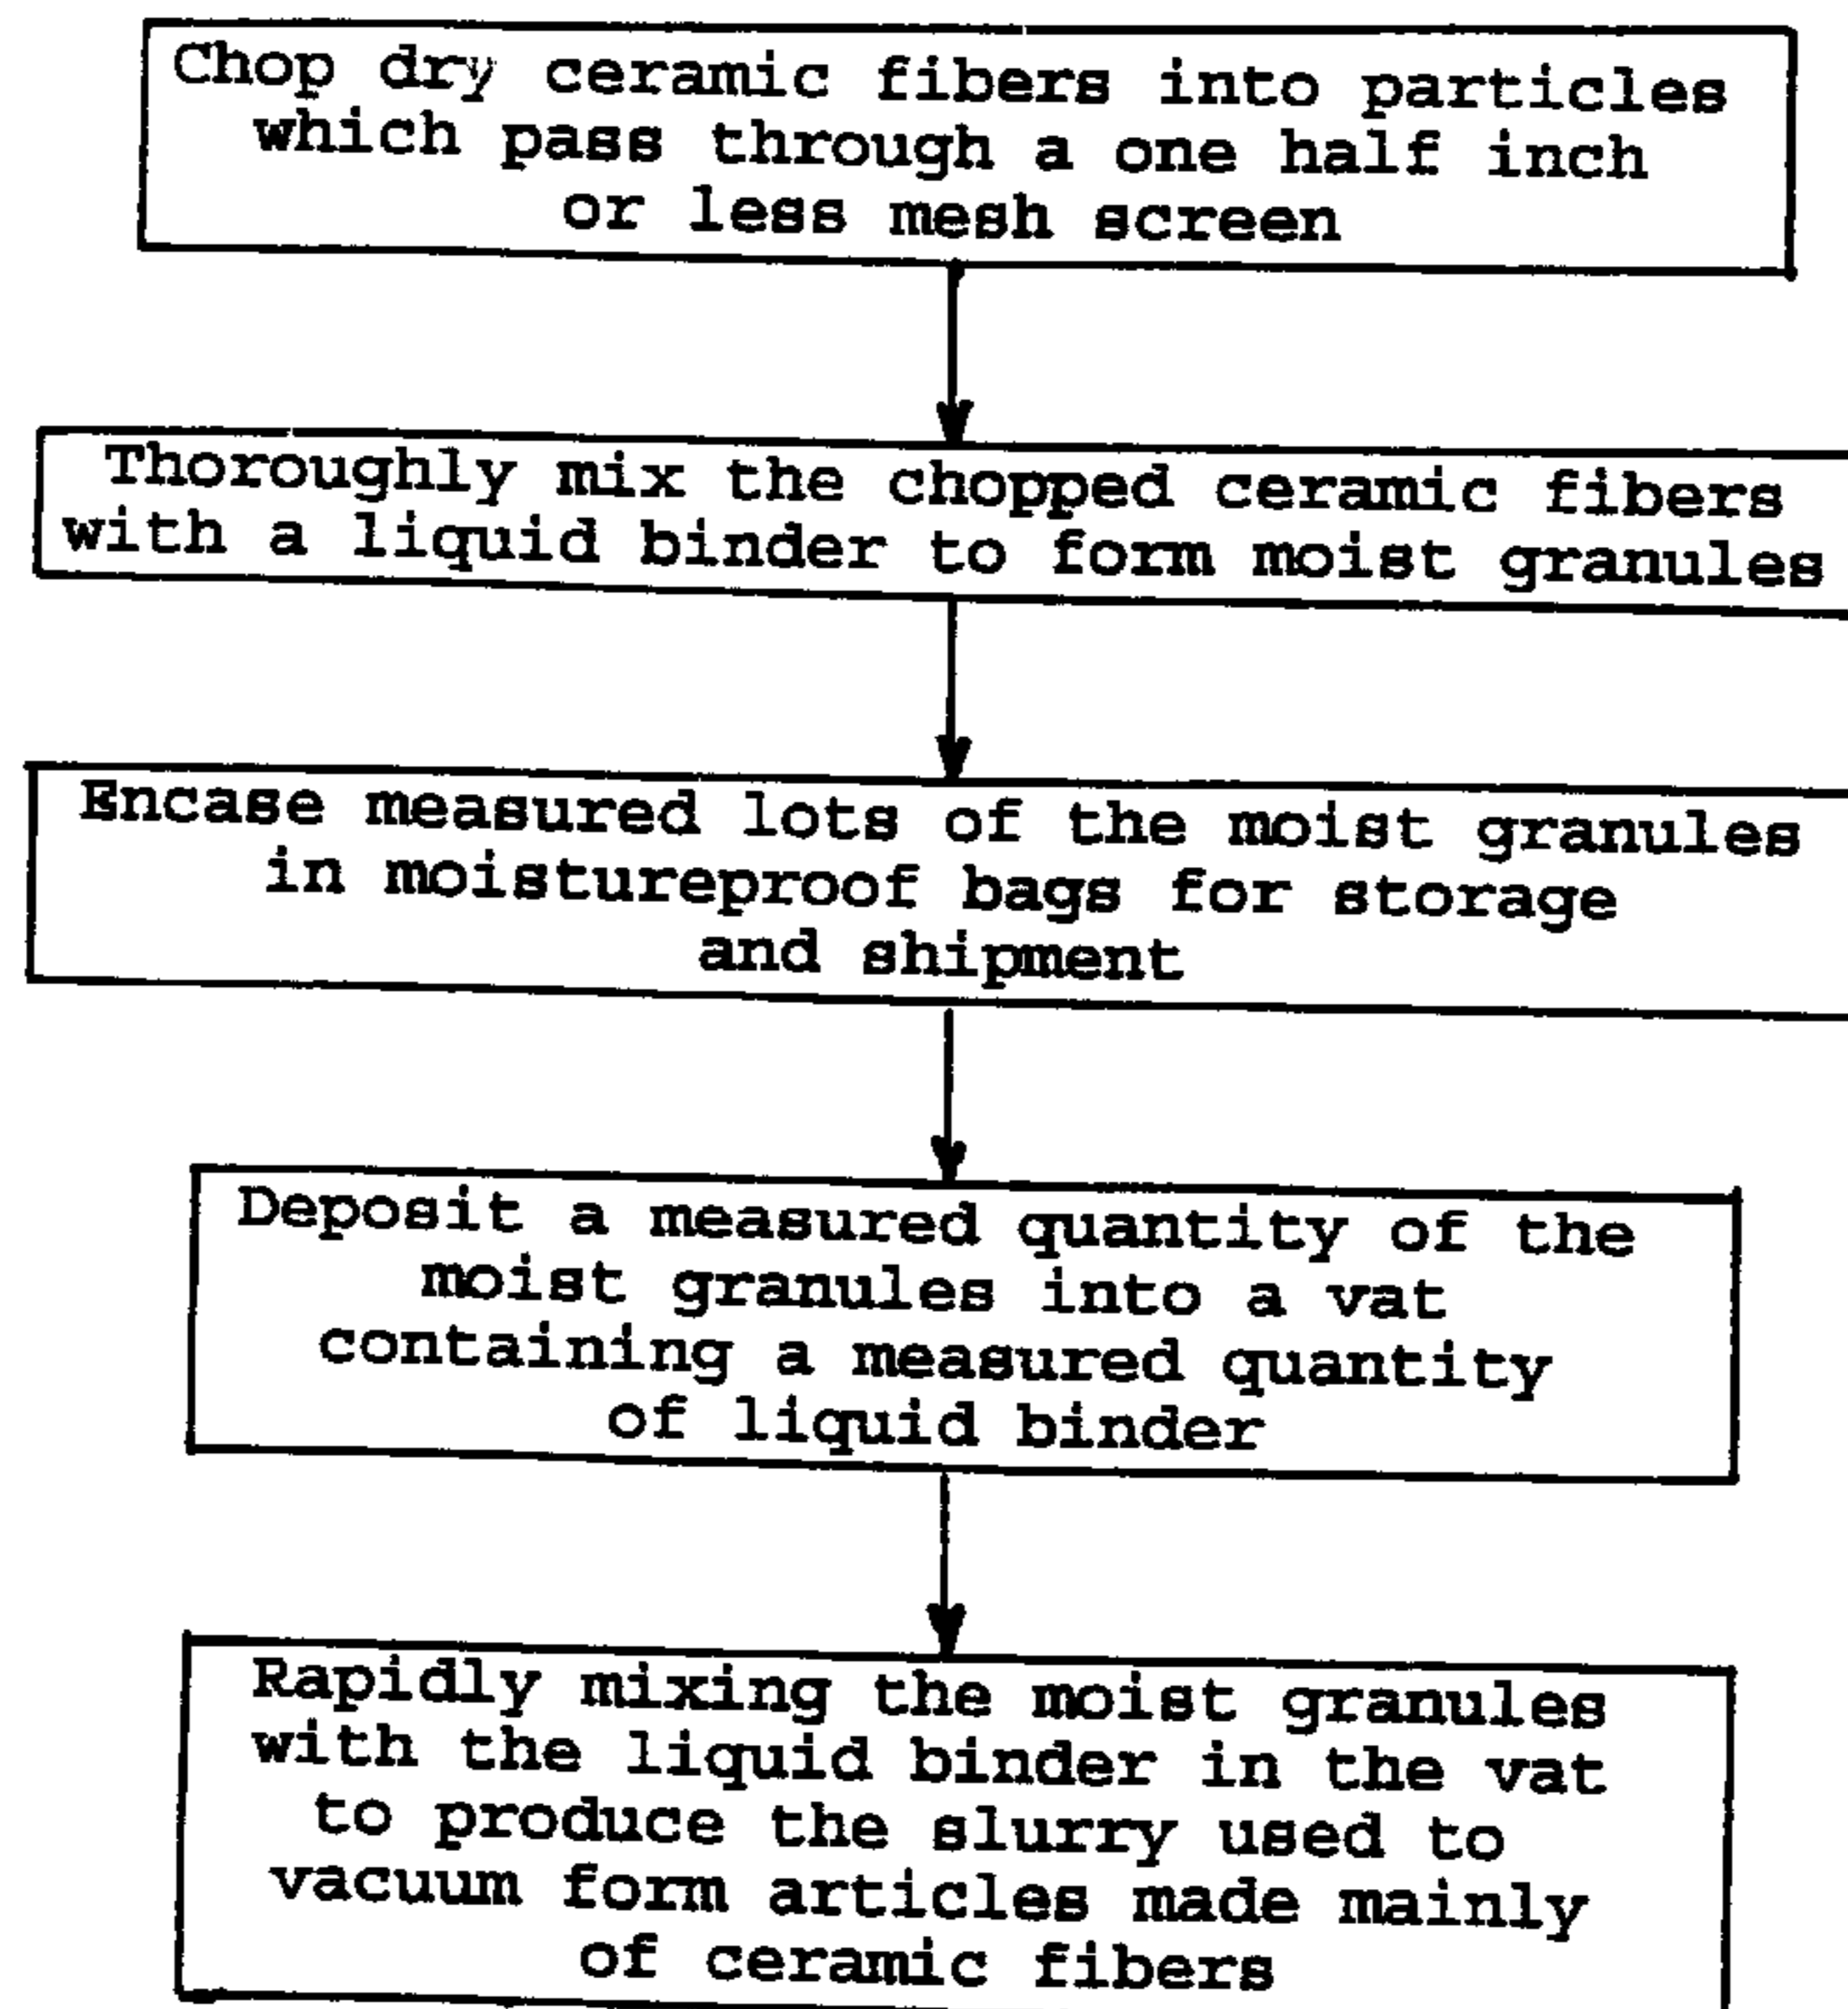 Chop dry ceramic fibers into particles
which pass through a one half inch
or less mesh screen
Thoroughly mix the chopped ceramic fibers
with a liquid binder to form moist granules
Encase measured lots of the moist granules
in moistureproof bags for storage
and shipment
Deposit a measured quantity of the
moist granules into a vat
containing a measured quantity
of liquid binder
Rapidly mixing the moist granules
with the liquid binder in the vat
to produce the slurry used to
vacuum form articles made mainly
of ceramic fibers